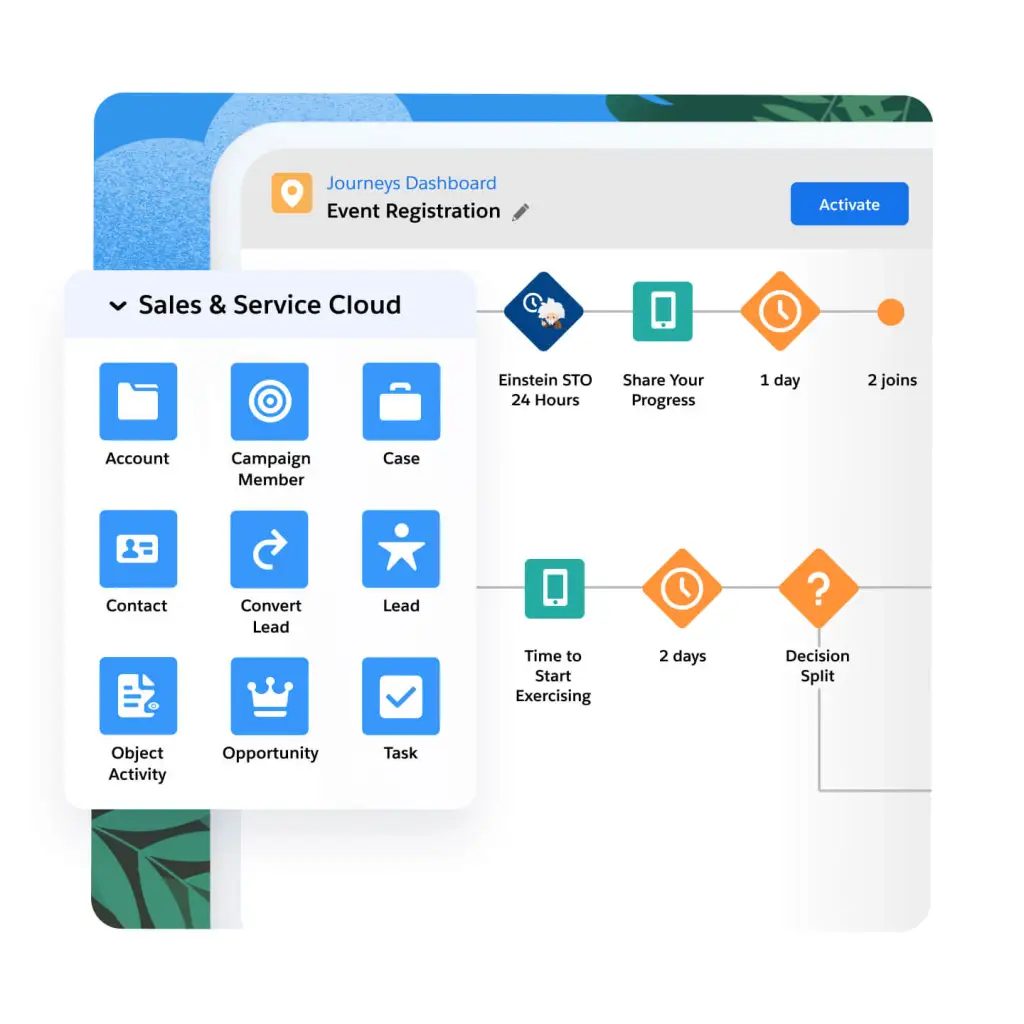 Journeys Dashboard
Event Registration
Activate
Sales & Service Cloud
Account
Campaign
Member
Case
Contact
Convert
Lead
Lead
Object
Activity
Opportunity
Task
Einstein STO
24 Hours
Share Your
Progress
1 day
2 joins
Time to
Start
Exercising
2 days
?
Decision
Split